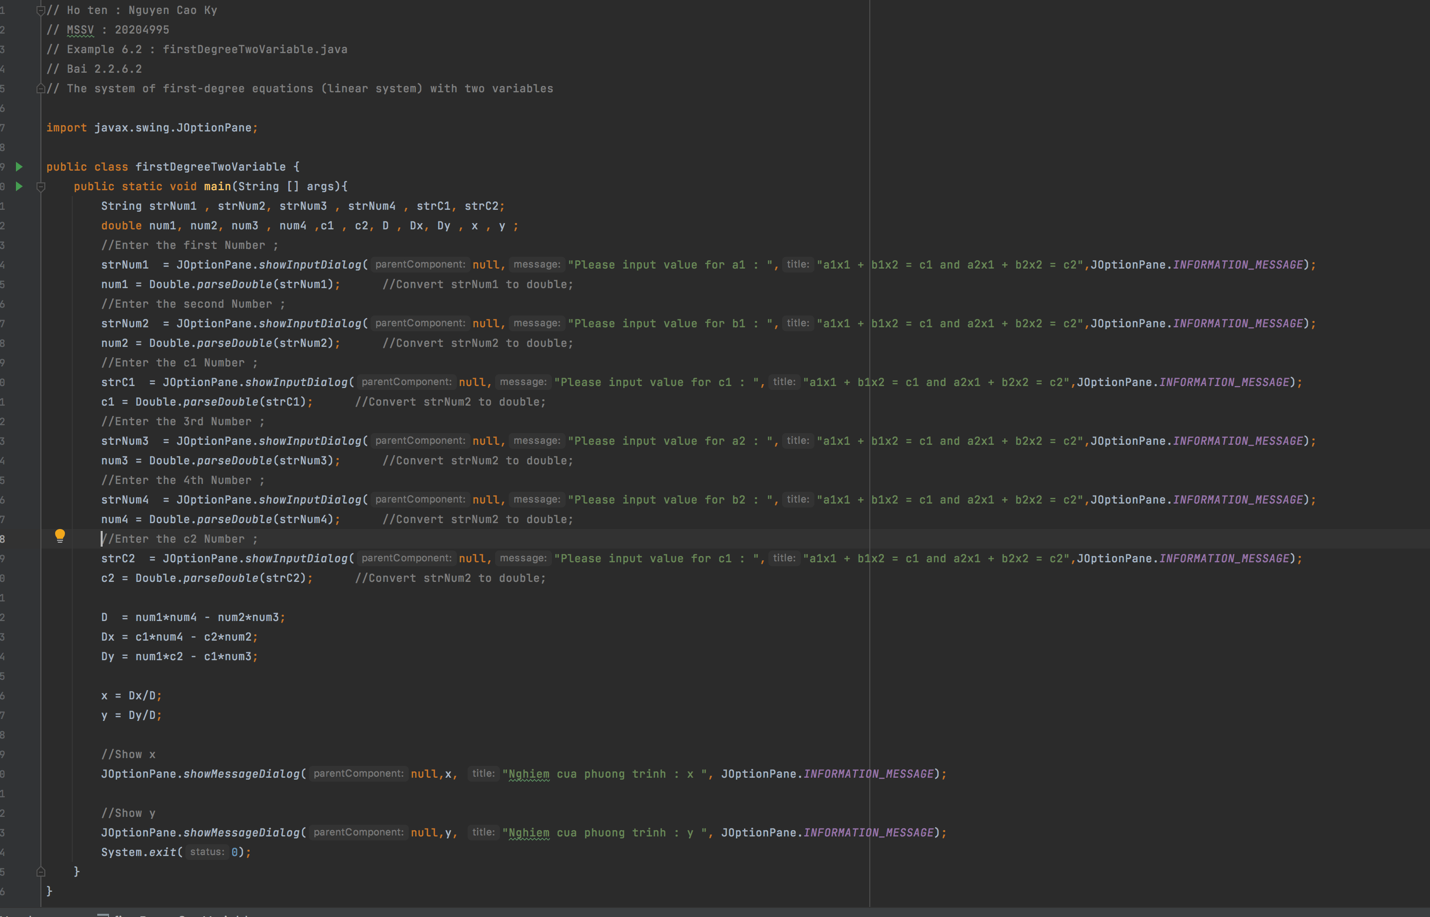 // Ho ten : Nguyen Cao Ky
// MSSV : 20204995
// Example 6.2 : firstDegreeTwoVariable.java
// Bai 2.2.6.2
// The system of first-degree equations (linear system) with two variables
import javax.swing.JOptionPane;
public class firstDegreeTwoVariable {
public static void main(String [] args){
String strNum1 , strNum2, strNum3 , strNum4 , strC1, strC2;
double num1, num2, num3 , num4 ,c1 , c2, D , Dx, Dy , x , y ;
//Enter the first Number ;
strNum1  = JOptionPane.showInputDialog( parentComponent: null, message: "Please input value for a1 : ", title: "a1x1 + b1x2 = c1 and a2x1 + b2x2 = c2",JOptionPane.INFORMATION_MESSAGE);
num1 = Double.parseDouble(strNum1);      //Convert strNum1 to double;
//Enter the second Number ;
strNum2  = JOptionPane.showInputDialog( parentComponent: null, message: "Please input value for b1 : ", title: "a1x1 + b1x2 = c1 and a2x1 + b2x2 = c2",JOptionPane.INFORMATION_MESSAGE);
num2 = Double.parseDouble(strNum2);      //Convert strNum2 to double;
//Enter the c1 Number ;
strC1  = JOptionPane.showInputDialog( parentComponent: null, message: "Please input value for c1 : ", title: "a1x1 + b1x2 = c1 and a2x1 + b2x2 = c2",JOptionPane.INFORMATION_MESSAGE);
c1 = Double.parseDouble(strC1);      //Convert strNum2 to double;
//Enter the 3rd Number ;
strNum3  = JOptionPane.showInputDialog( parentComponent: null, message: "Please input value for a2 : ", title: "a1x1 + b1x2 = c1 and a2x1 + b2x2 = c2",JOptionPane.INFORMATION_MESSAGE);
num3 = Double.parseDouble(strNum3);      //Convert strNum2 to double;
//Enter the 4th Number ;
strNum4  = JOptionPane.showInputDialog( parentComponent: null, message: "Please input value for b2 : ", title: "a1x1 + b1x2 = c1 and a2x1 + b2x2 = c2",JOptionPane.INFORMATION_MESSAGE);
num4 = Double.parseDouble(strNum4);      //Convert strNum2 to double;
//Enter the c2 Number ;
strC2  = JOptionPane.showInputDialog( parentComponent: null, message: "Please input value for c1 : ", title: "a1x1 + b1x2 = c1 and a2x1 + b2x2 = c2",JOptionPane.INFORMATION_MESSAGE);
c2 = Double.parseDouble(strC2);      //Convert strNum2 to double;
D  = num1*num4 - num2*num3;
Dx = c1*num4 - c2*num2;
Dy = num1*c2 - c1*num3;
x = Dx/D;
y = Dy/D;
//Show x
JOptionPane.showMessageDialog( parentComponent: null,x, title: "Nghiem cua phuong trinh : x ", JOptionPane.INFORMATION_MESSAGE);
//Show y
JOptionPane.showMessageDialog( parentComponent: null,y, title: "Nghiem cua phuong trinh : y ", JOptionPane.INFORMATION_MESSAGE);
System.exit( status: 0);
}
}